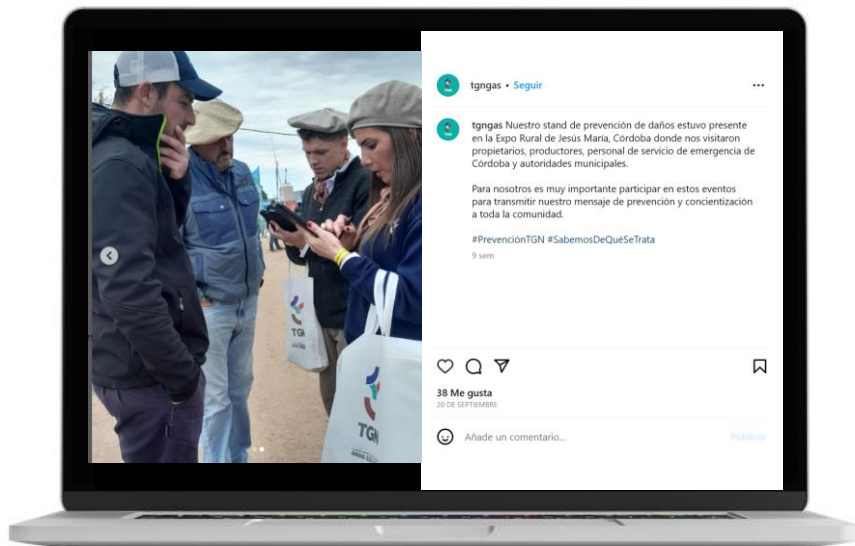 tgngas • Seguir
tgngas Nuestro stand de prevención de daños estuvo presente
en la Expo Rural de Jesús María, Córdoba donde nos visitaron
propietarios, productores, personal de servicio de emergencia de
Córdoba y autoridades municipales.
Para nosotros es muy importante participar en estos eventos
para transmitir nuestro mensaje de prevención y concientización
a toda la comunidad.
#PrevenciónTGN #SabemosDeQuéSeTrata
9 sem
TGN
TGN
38 Me gusta
20 DE SEPTIEMBRE
Añade un comentario...
Publicar